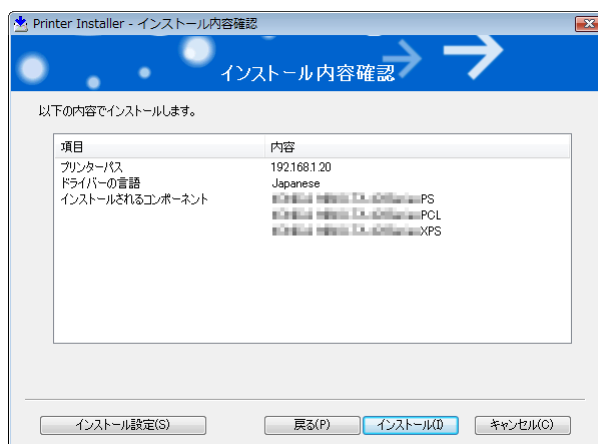 Printer Installer - インストール内容確認
インストール内容確認
以下の内容でインストールします。
項目 内容
プリンターパス 192.168.1.20
ドライバーの言語 Japanese
インストールされるコンポーネント PS
PCL
XPS
インストール設定(S) 戻る(P) インストール(I) キャンセル(C)